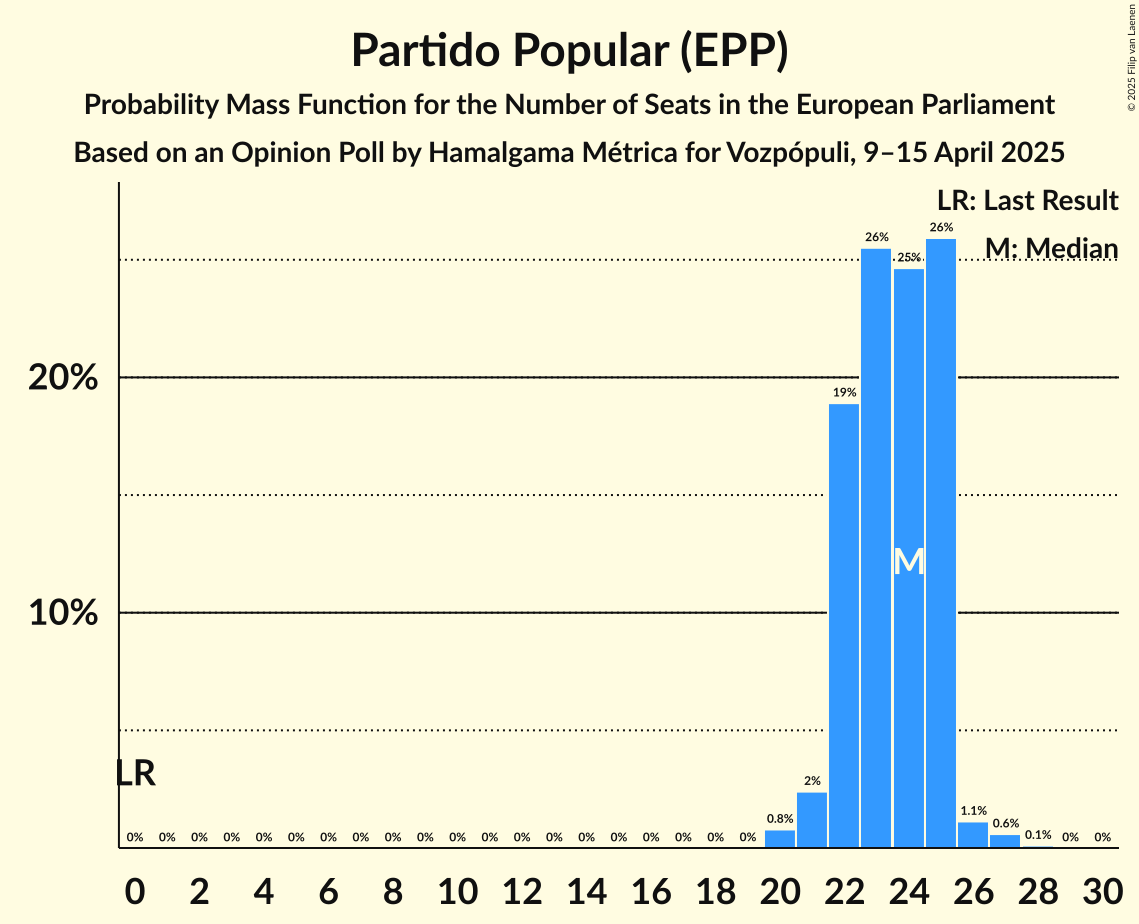 Partido Popular (EPP)
Probability Mass Function for the Number of Seats in the European Parliament
Based on an Opinion Poll by Hamalgama Métrica for Vozpópuli, 9–15 April 2025
© 2025 Filip van Laenen
LR: Last Result
M: Median
26% 25% 26%
20%
19%
M
10%
LR
0% 0% 0% 0% 0% 0% 0% 0% 0% 0% 0% 0% 0% 0% 0% 0% 0% 0% 0% 0% 0.8% 2% 1.1% 0.6% 0.1% 0% 0%
0 2 4 6 8 10 12 14 16 18 20 22 24 26 28 30